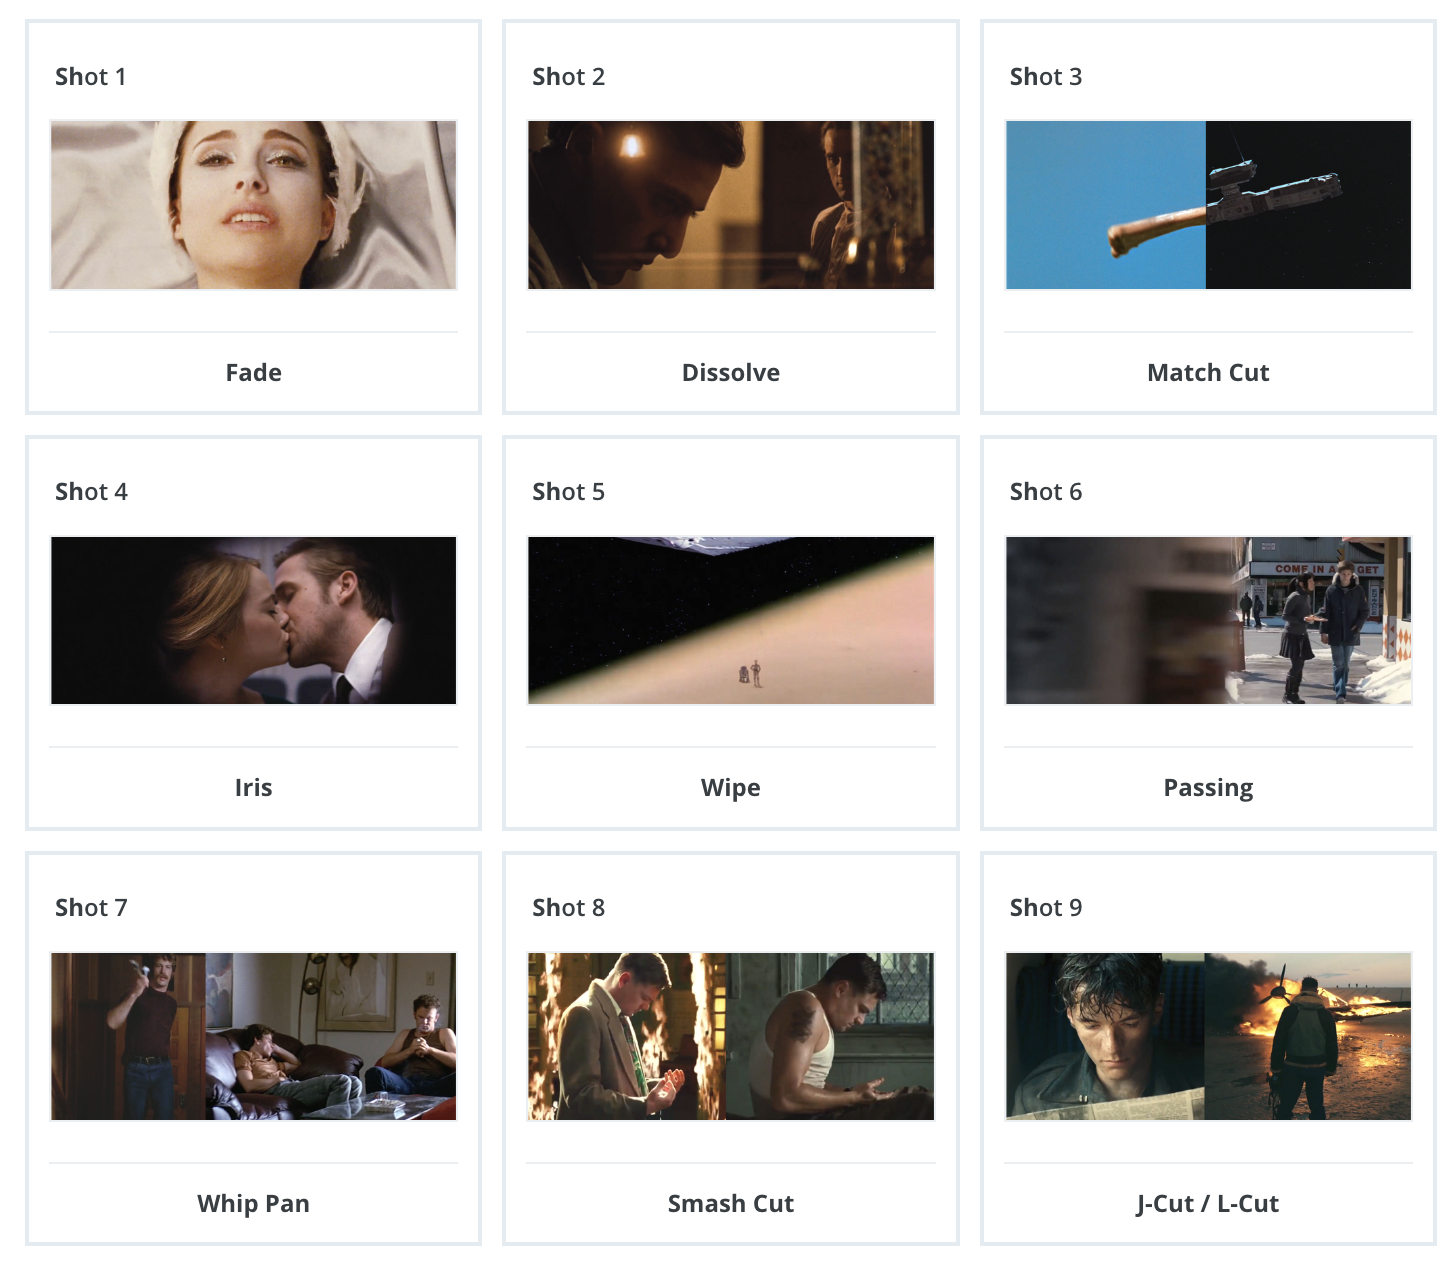 Shot 1
Shot 2
Shot 3
Fade
Dissolve
Match Cut
Shot 4
Shot 5
Shot 6
COME IN A GET
Iris
Wipe
Passing
Shot 7
Shot 8
Shot 9
Whip Pan
Smash Cut
J-Cut / L-Cut